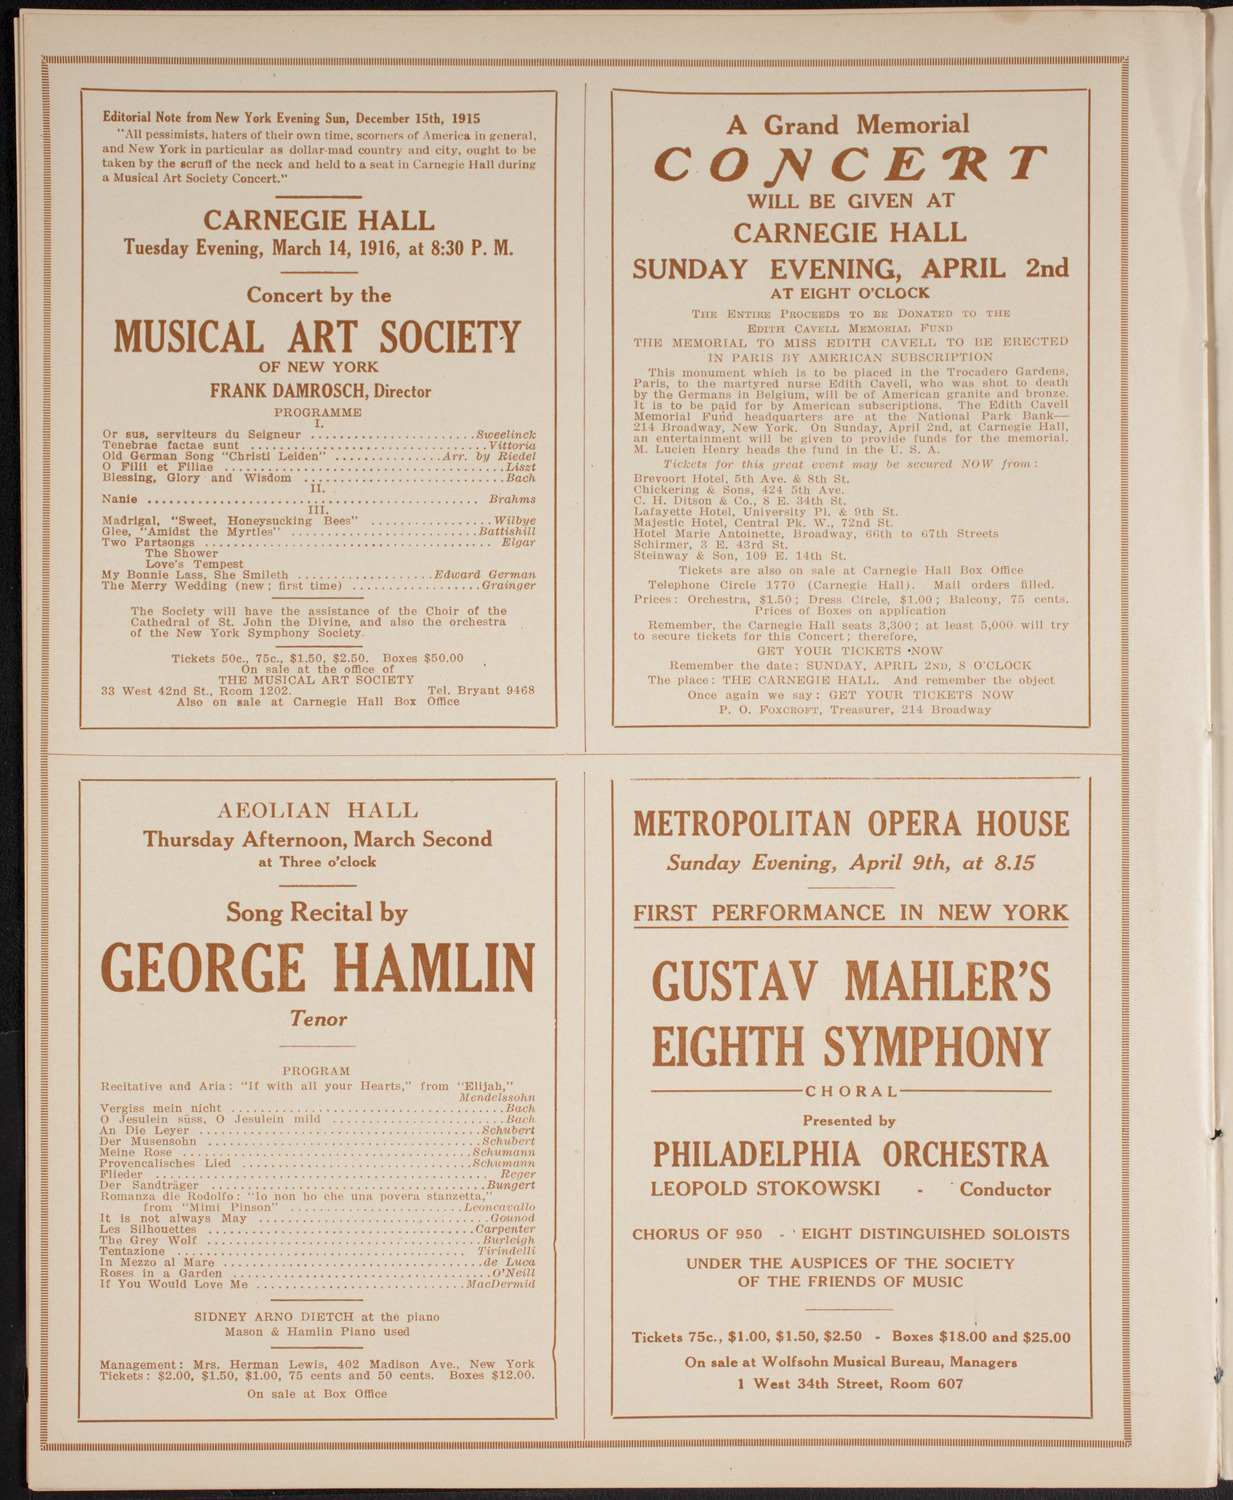 Editorial Note from New York Evening Sun, December 15th, 1915
"All pessimists, haters of their own time, scorners of America in general,
and New York in particular as dollar-mad country and city, ought to be
taken by the scruff of the neck and held to a seat in Carnegie Hall during
a Musical Art Society Concert."
CARNEGIE HALL
Tuesday Evening, March 14, 1916, at 8:30 P. M.
Concert by the
MUSICAL ART SOCIETY
OF NEW YORK
FRANK DAMROSCH, Director
PROGRAMME
I.
Or sus, serviteurs du Seigneur ......................Sweelinck
Tenebrae factae sunt ................................Vittoria
Old German Song "Christi Leiden" ..............Arr. by Riedel
O Filii et Filiae .....................................Liszt
Blessing, Glory and Wisdom ...........................Bach
II.
Nanie ............................................. Brahms
III.
Madrigal, "Sweet, Honeysucking Bees" ................Wilbye
Glee, "Amidst the Myrtles" .........................Battishill
Two Partsongs ..................................... Elgar
The Shower
Love's Tempest
My Bonnie Lass, She Smileth ..................Edward German
The Merry Wedding (new; first time) .................Grainger
The Society will have the assistance of the Choir of the
Cathedral of St. John the Divine, and also the orchestra
of the New York Symphony Society.
Tickets 50c., 75c., $1.50, $2.50. Boxes $50.00
On sale at the office of
THE MUSICAL ART SOCIETY
33 West 42nd St., Room 1202. Tel. Bryant 9468
Also on sale at Carnegie Hall Box Office
A Grand Memorial
CONCERT
WILL BE GIVEN AT
CARNEGIE HALL
SUNDAY EVENING, APRIL 2nd
AT EIGHT O'CLOCK
THE ENTIRE PROCEEDS TO BE DONATED TO THE
EDITH CAVELL MEMORIAL FUND
THE MEMORIAL TO MISS EDITH CAVELL TO BE ERECTED
IN PARIS BY AMERICAN SUBSCRIPTION
This monument which is to be placed in the Trocadero Gardens,
Paris, to the martyred nurse Edith Cavell, who was shot to death
by the Germans in Belgium, will be of American granite and bronze.
It is to be paid for by American subscriptions. The Edith Cavell
Memorial Fund headquarters are at the National Park Bank—
214 Broadway, New York. On Sunday, April 2nd, at Carnegie Hall,
an entertainment will be given to provide funds for the memorial.
M. Lucien Henry heads the fund in the U. S. A.
Tickets for this great event may be secured NOW from:
Brevoort Hotel, 5th Ave. & 8th St.
Chickering & Sons, 424 5th Ave.
C. H. Ditson & Co., 8 E. 34th St.
Lafayette Hotel, University Pl. & 9th St.
Majestic Hotel, Central Pk. W., 72nd St.
Hotel Marie Antoinette, Broadway, 66th to 67th Streets
Schirmer, 3 E. 43rd St.
Steinway & Son, 109 E. 14th St.
Tickets are also on sale at Carnegie Hall Box Office
Telephone Circle 1770 (Carnegie Hall). Mail orders filled.
Prices: Orchestra, $1.50; Dress Circle, $1.00; Balcony, 75 cents.
Prices of Boxes on application
Remember, the Carnegie Hall seats 3,300; at least 5,000 will try
to secure tickets for this Concert; therefore,
GET YOUR TICKETS NOW
Remember the date: SUNDAY, APRIL 2ND, 8 O'CLOCK
The place: THE CARNEGIE HALL. And remember the object
Once again we say: GET YOUR TICKETS NOW
P. O. FOXCROFT, Treasurer, 214 Broadway
AEOLIAN HALL
Thursday Afternoon, March Second
at Three o'clock
Song Recital by
GEORGE HAMLIN
Tenor
PROGRAM
Recitative and Aria: "If with all your Hearts," from "Elijah,"
Mendelssohn
Vergiss mein nicht ....................................Bach
O Jesulein süss, O Jesulein mild .......................Bach
An Die Leyer ......................................Schubert
Der Musensohn .....................................Schubert
Meine Rose .......................................Schumann
Provencalisches Lied ..............................Schumann
Flieder ............................................ Reger
Der Sandträger ....................................Bungert
Romanza die Rodolfo: "Io non ho che una povera stanzetta,"
from "Mimi Pinson" .......................Leoncavallo
It is not always May ...............................Gounod
Les Silhouettes ...................................Carpenter
The Grey Wolf .....................................Burleigh
Tentazione ...................................... Tirindelli
In Mezzo al Mare ..................................de Luca
Roses in a Garden ..................................O'Neill
If You Would Love Me ...........................MacDermid
SIDNEY ARNO DIETCH at the piano
Mason & Hamlin Piano used
Management: Mrs. Herman Lewis, 402 Madison Ave., New York
Tickets: $2.00, $1.50, $1.00, 75 cents and 50 cents. Boxes $12.00.
On sale at Box Office
METROPOLITAN OPERA HOUSE
Sunday Evening, April 9th, at 8.15
FIRST PERFORMANCE IN NEW YORK
GUSTAV MAHLER'S
EIGHTH SYMPHONY
CHORAL
Presented by
PHILADELPHIA ORCHESTRA
LEOPOLD STOKOWSKI - Conductor
CHORUS OF 950 - EIGHT DISTINGUISHED SOLOISTS
UNDER THE AUSPICES OF THE SOCIETY
OF THE FRIENDS OF MUSIC
Tickets 75c., $1.00, $1.50, $2.50 - Boxes $18.00 and $25.00
On sale at Wolfsohn Musical Bureau, Managers
1 West 34th Street, Room 607